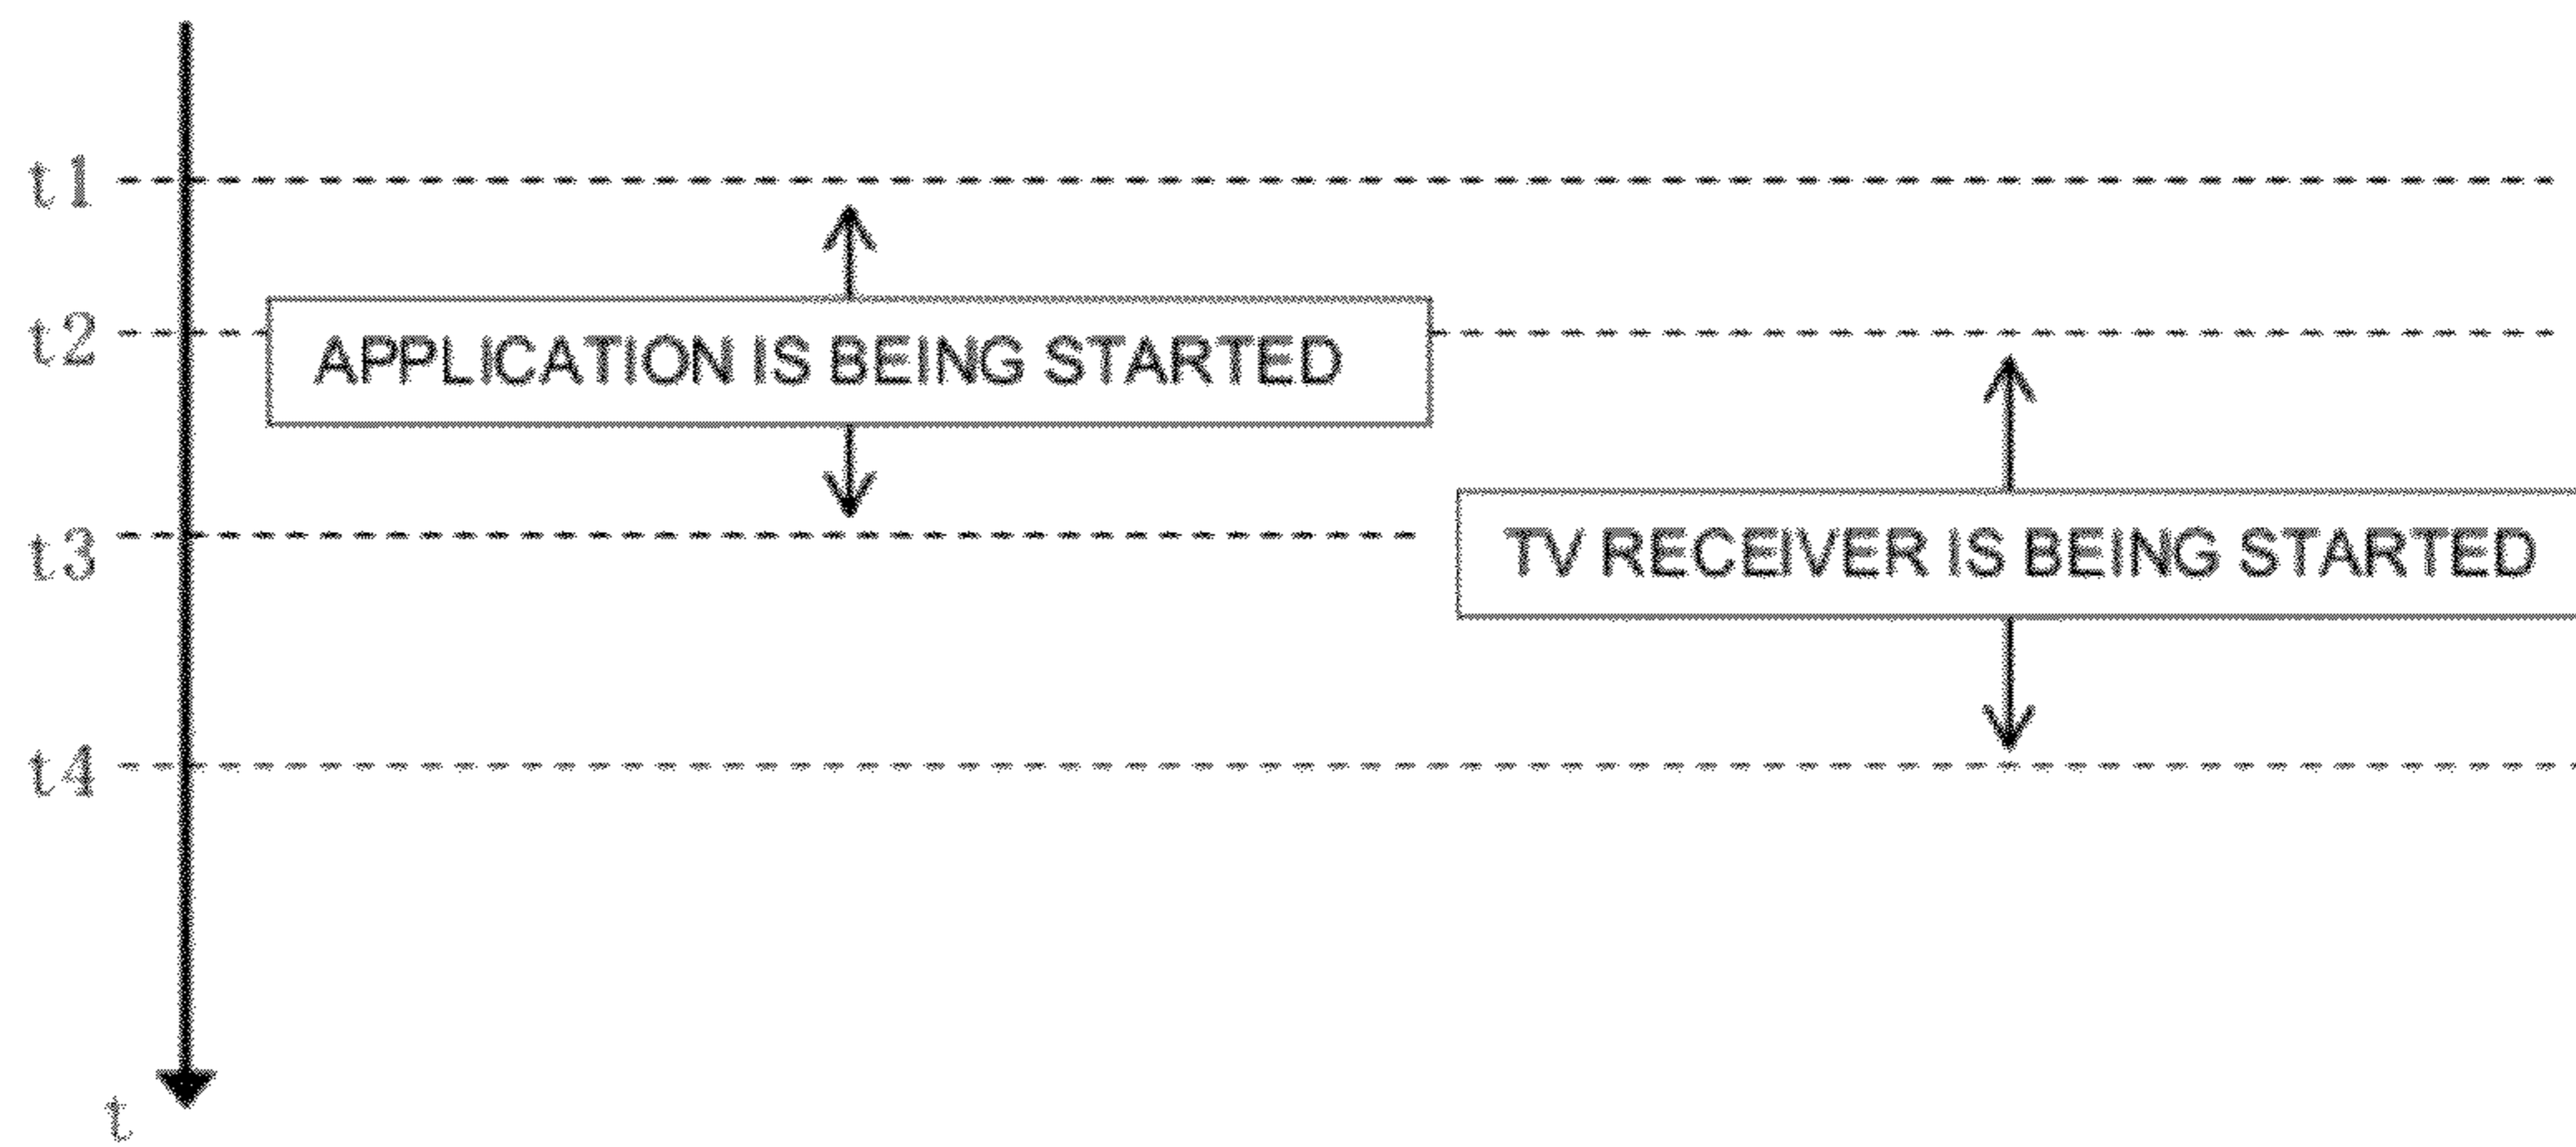 t1
t2
APPLICATION IS BEING STARTED
t3
TV RECEIVER IS BEING STARTED
t4
t